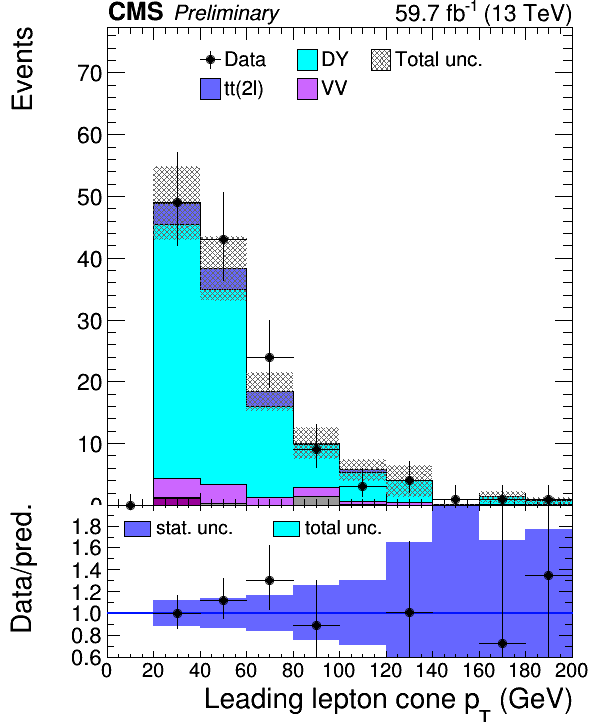 CMS Preliminary 59.7 fb⁻¹ (13 TeV)
Events
Data DY Total unc.
tt(2l) VV
70
60
50
40
30
20
10
0
Data/pred.
stat. unc. total unc.
1.8
1.6
1.4
1.2
1.0
0.8
0.6
0 20 40 60 80 100 120 140 160 180 200
Leading lepton cone p_T (GeV)